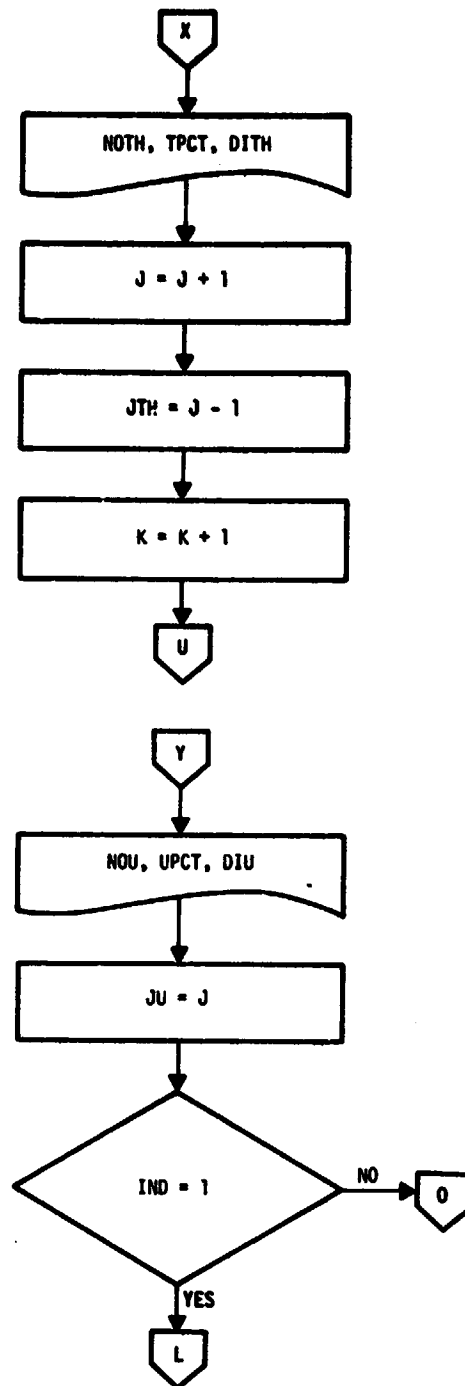 X
NOTH, TPCT, DITH
J = J + 1
JTH = J - 1
K = K + 1
U
Y
NOU, UPCT, DIU
JU = J
IND = 1
NO
O
YES
L